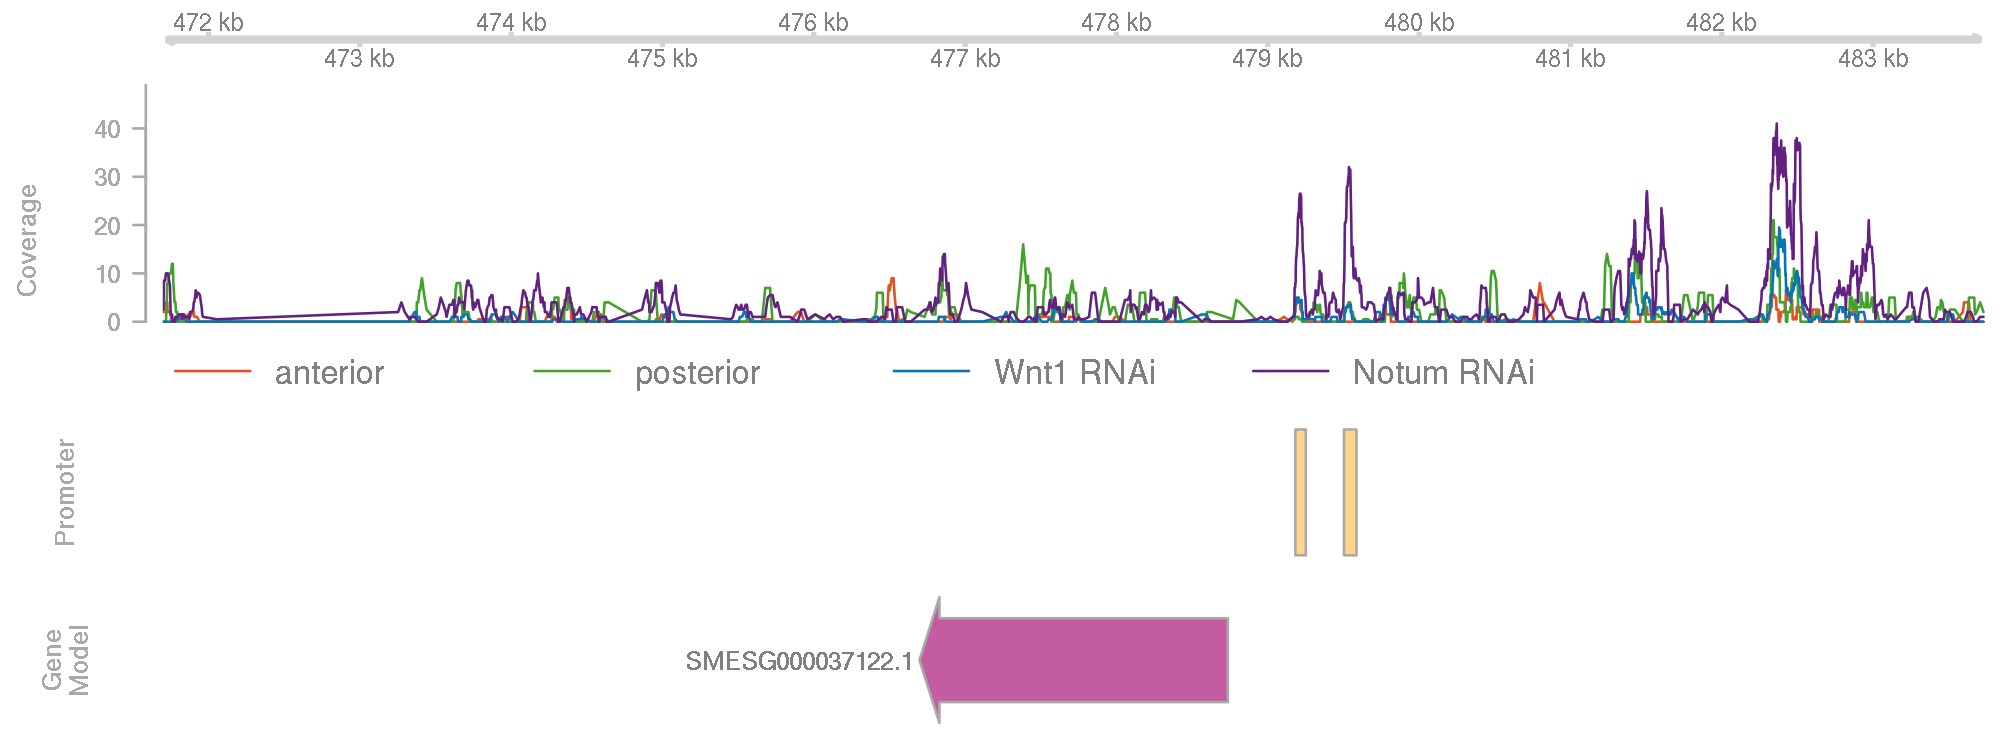 472 kb 474 kb 476 kb 478 kb 480 kb 482 kb
473 kb 475 kb 477 kb 479 kb 481 kb 483 kb
Coverage
40
30
20
10
0
anterior posterior Wnt1 RNAi Notum RNAi
Promoter
Gene
Model
SMESG000037122.1